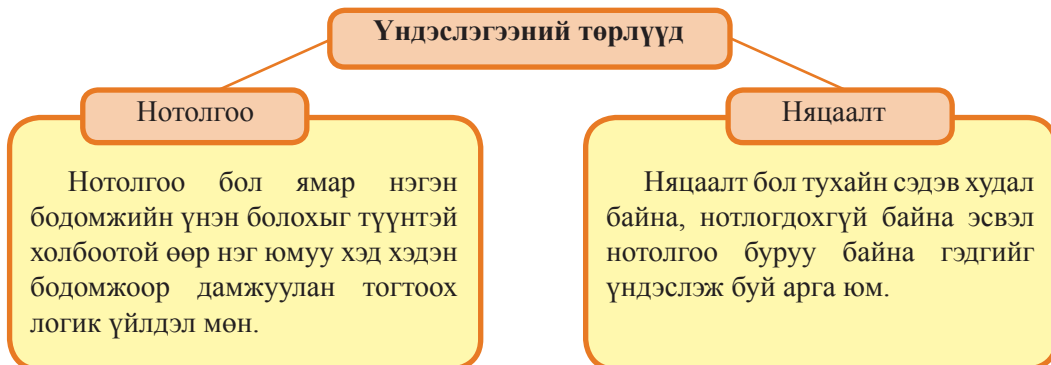 Үндэслэгээний төрлүүд
Нотолгоо
Нотолгоо бол ямар нэгэн
бодомжийн үнэн болохыг түүнтэй
холбоотой өөр нэг юмуу хэд хэдэн
бодомжоор дамжуулан тогтоох
логик үйлдэл мөн.
Няцаалт
Няцаалт бол тухайн сэдэв худал
байна, нотлогдохгүй байна эсвэл
нотолгоо буруу байна гэдгийг
үндэслэж буй арга юм.